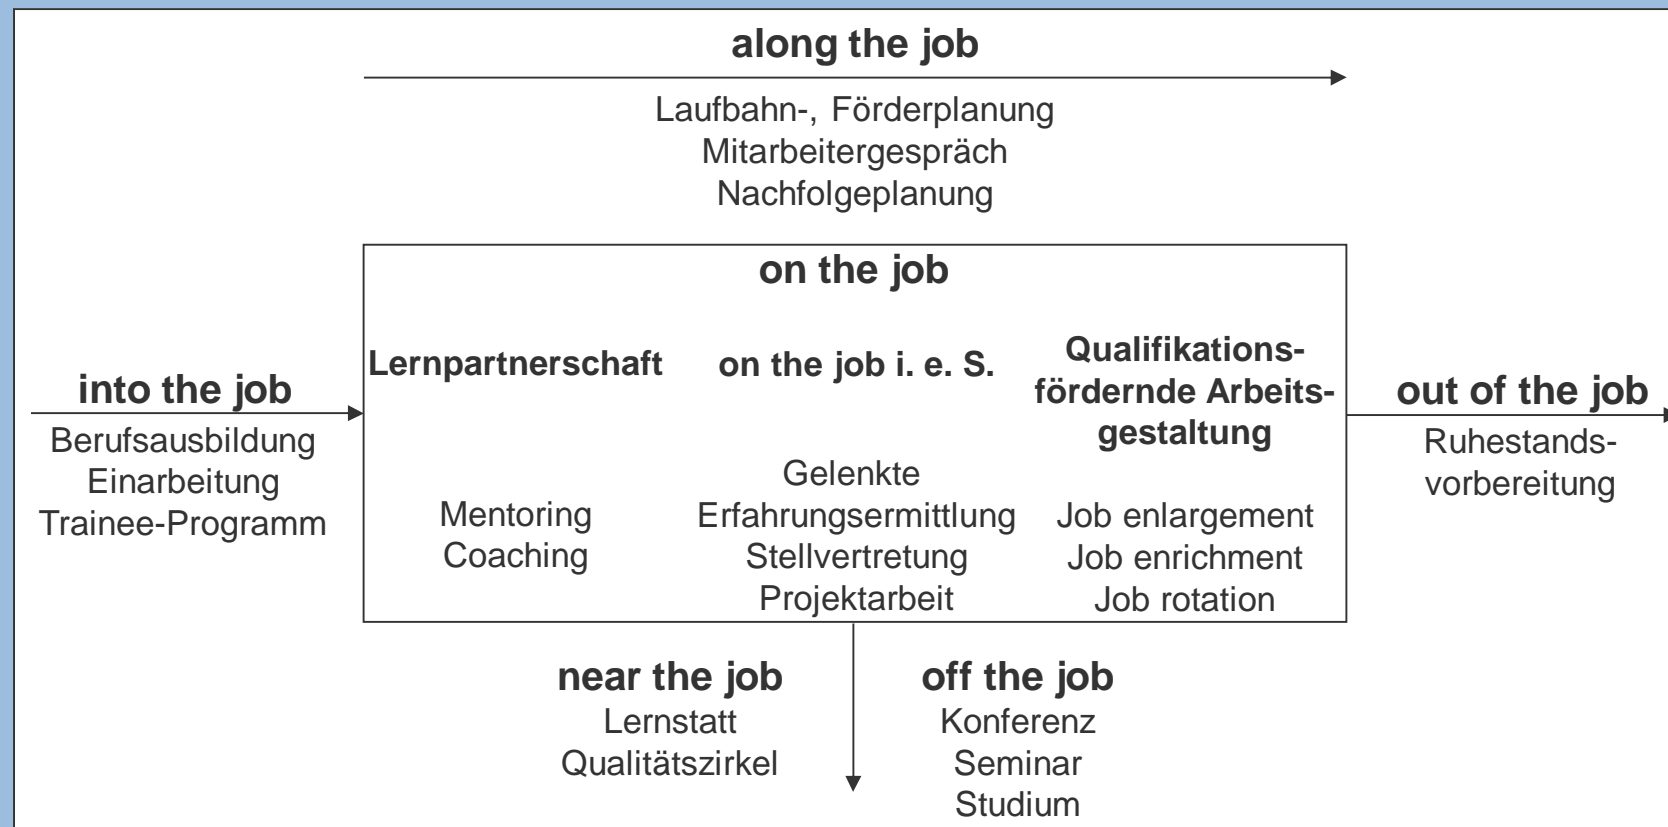 along the job
Laufbahn-, Förderplanung
Mitarbeitergespräch
Nachfolgeplanung
into the job
Berufsausbildung
Einarbeitung
Trainee-Programm
on the job
Lernpartnerschaft
Mentoring
Coaching
on the job i. e. S.
Gelenkte
Erfahrungsermittlung
Stellvertretung
Projektarbeit
Qualifikations-
fördernde Arbeits-
gestaltung
Job enlargement
Job enrichment
Job rotation
out of the job
Ruhestands-
vorbereitung
near the job
Lernstatt
Qualitätszirkel
off the job
Konferenz
Seminar
Studium